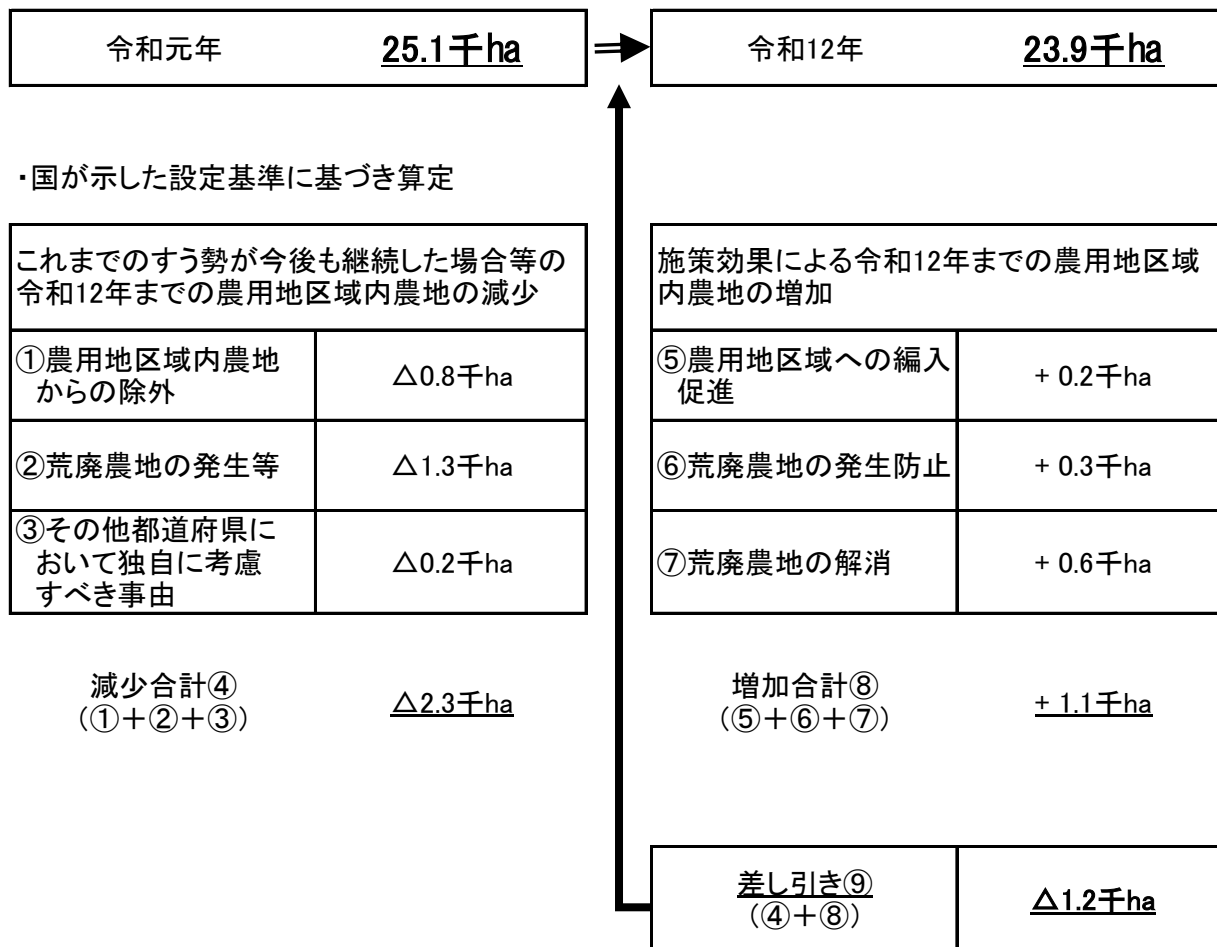 令和元年 25.1千ha ⇒ 令和12年 23.9千ha
・国が示した設定基準に基づき算定
これまでのすう勢が今後も継続した場合等の
令和12年までの農用地区域内農地の減少
①農用地区域内農地
からの除外
△0.8千ha
②荒廃農地の発生等
△1.3千ha
③その他都道府県に
おいて独自に考慮
すべき事由
△0.2千ha
減少合計④
(①+②+③)
△2.3千ha
施策効果による令和12年までの農用地区域
内農地の増加
⑤農用地区域への編入
促進
+ 0.2千ha
⑥荒廃農地の発生防止
+ 0.3千ha
⑦荒廃農地の解消
+ 0.6千ha
増加合計⑧
(⑤+⑥+⑦)
+ 1.1千ha
差し引き⑨
(④+⑧)
△1.2千ha